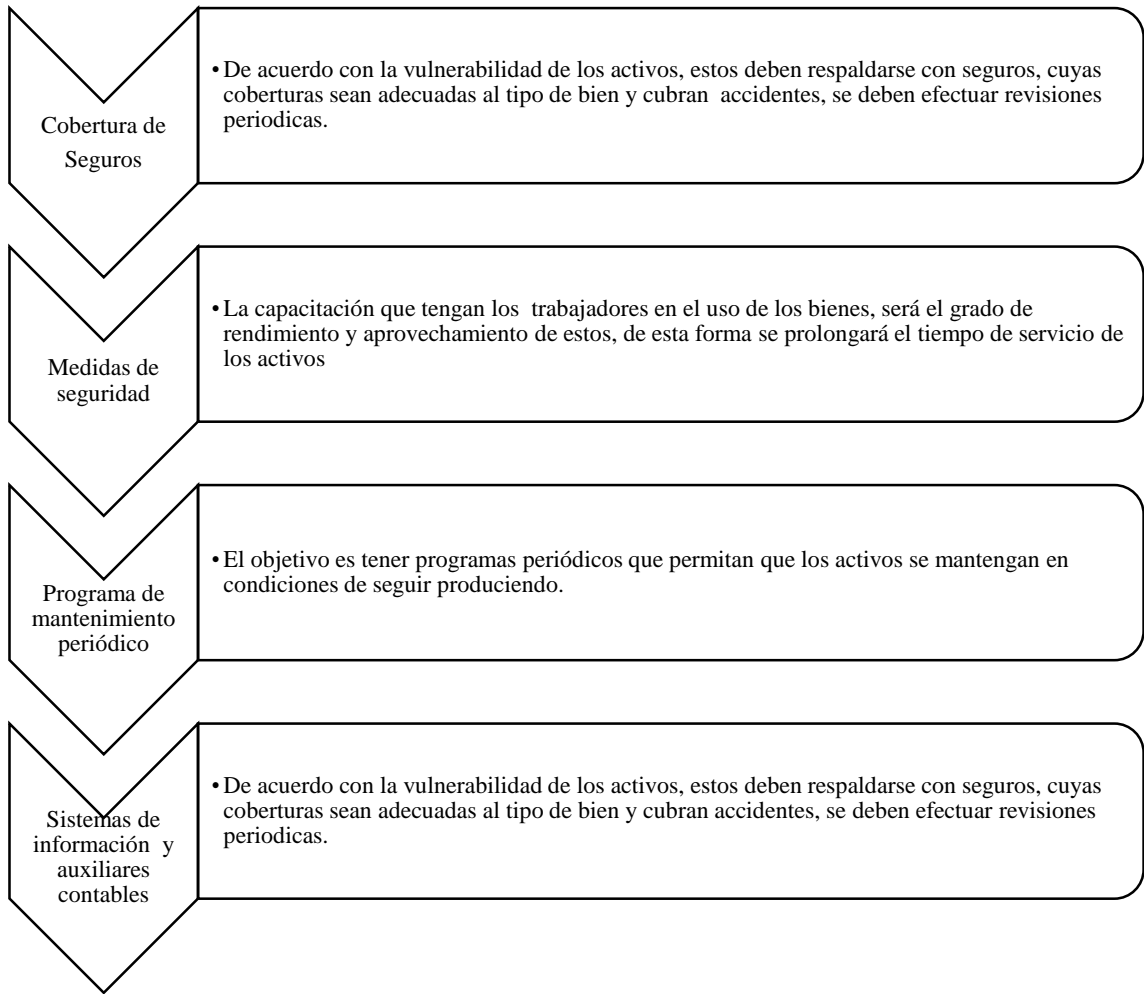 Cobertura de
Seguros
• De acuerdo con la vulnerabilidad de los activos, estos deben respaldarse con seguros, cuyas
coberturas sean adecuadas al tipo de bien y cubran accidentes, se deben efectuar revisiones
periodicas.
Medidas de
seguridad
• La capacitación que tengan los trabajadores en el uso de los bienes, será el grado de
rendimiento y aprovechamiento de estos, de esta forma se prolongará el tiempo de servicio de
los activos
Programa de
mantenimiento
periódico
• El objetivo es tener programas periódicos que permitan que los activos se mantengan en
condiciones de seguir produciendo.
Sistemas de
información y
auxiliares
contables
• De acuerdo con la vulnerabilidad de los activos, estos deben respaldarse con seguros, cuyas
coberturas sean adecuadas al tipo de bien y cubran accidentes, se deben efectuar revisiones
periodicas.